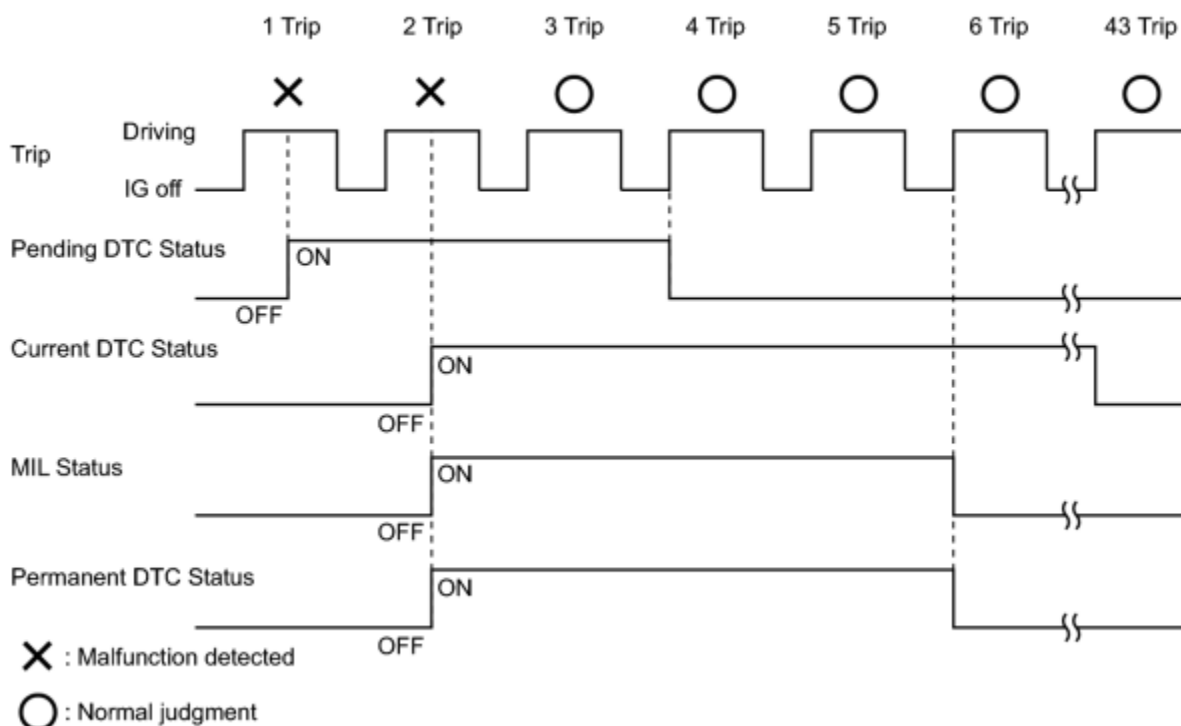 1 Trip 2 Trip 3 Trip 4 Trip 5 Trip 6 Trip 43 Trip
Driving
Trip
IG off
Pending DTC Status
ON
OFF
Current DTC Status
ON
OFF
MIL Status
ON
OFF
Permanent DTC Status
ON
OFF
: Malfunction detected
: Normal judgment